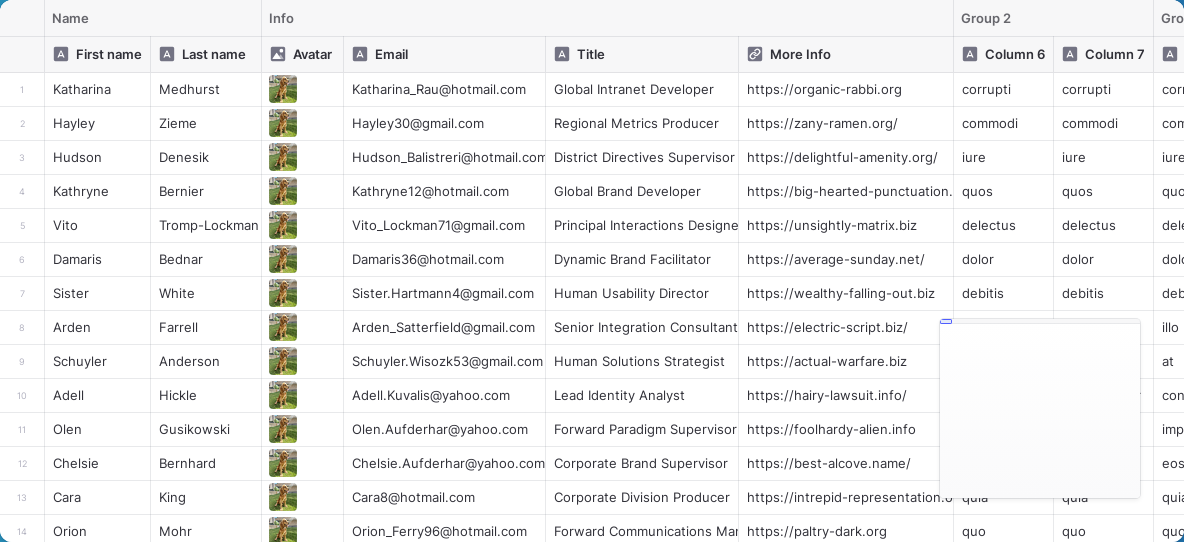 Name Info Group 2 Gro
First name Last name Avatar Email Title More Info Column 6 Column 7
1 Katharina Medhurst Katharina_Rau@hotmail.com Global Intranet Developer https://organic-rabbi.org corrupti corrupti corr
2 Hayley Zieme Hayley30@gmail.com Regional Metrics Producer https://zany-ramen.org/ commodi commodi com
3 Hudson Denesik Hudson_Balistreri@hotmail.com District Directives Supervisor https://delightful-amenity.org/ iure iure iure
4 Kathryne Bernier Kathryne12@hotmail.com Global Brand Developer https://big-hearted-punctuation. quos quos quo
5 Vito Tromp-Lockman Vito_Lockman71@gmail.com Principal Interactions Designe https://unsightly-matrix.biz delectus delectus dele
6 Damaris Bednar Damaris36@hotmail.com Dynamic Brand Facilitator https://average-sunday.net/ dolor dolor dolo
7 Sister White Sister.Hartmann4@gmail.com Human Usability Director https://wealthy-falling-out.biz debitis debitis deb
8 Arden Farrell Arden_Satterfield@gmail.com Senior Integration Consultant https://electric-script.biz/ illo
9 Schuyler Anderson Schuyler.Wisozk53@gmail.com Human Solutions Strategist https://actual-warfare.biz at
10 Adell Hickle Adell.Kuvalis@yahoo.com Lead Identity Analyst https://hairy-lawsuit.info/ con
11 Olen Gusikowski Olen.Aufderhar@yahoo.com Forward Paradigm Supervisor https://foolhardy-alien.info imp
12 Chelsie Bernhard Chelsie.Aufderhar@yahoo.com Corporate Brand Supervisor https://best-alcove.name/ eos
13 Cara King Cara8@hotmail.com Corporate Division Producer https://intrepid-representation.o quia quia quia
14 Orion Mohr Orion_Ferry96@hotmail.com Forward Communications Mar https://paltry-dark.org quo quo quo